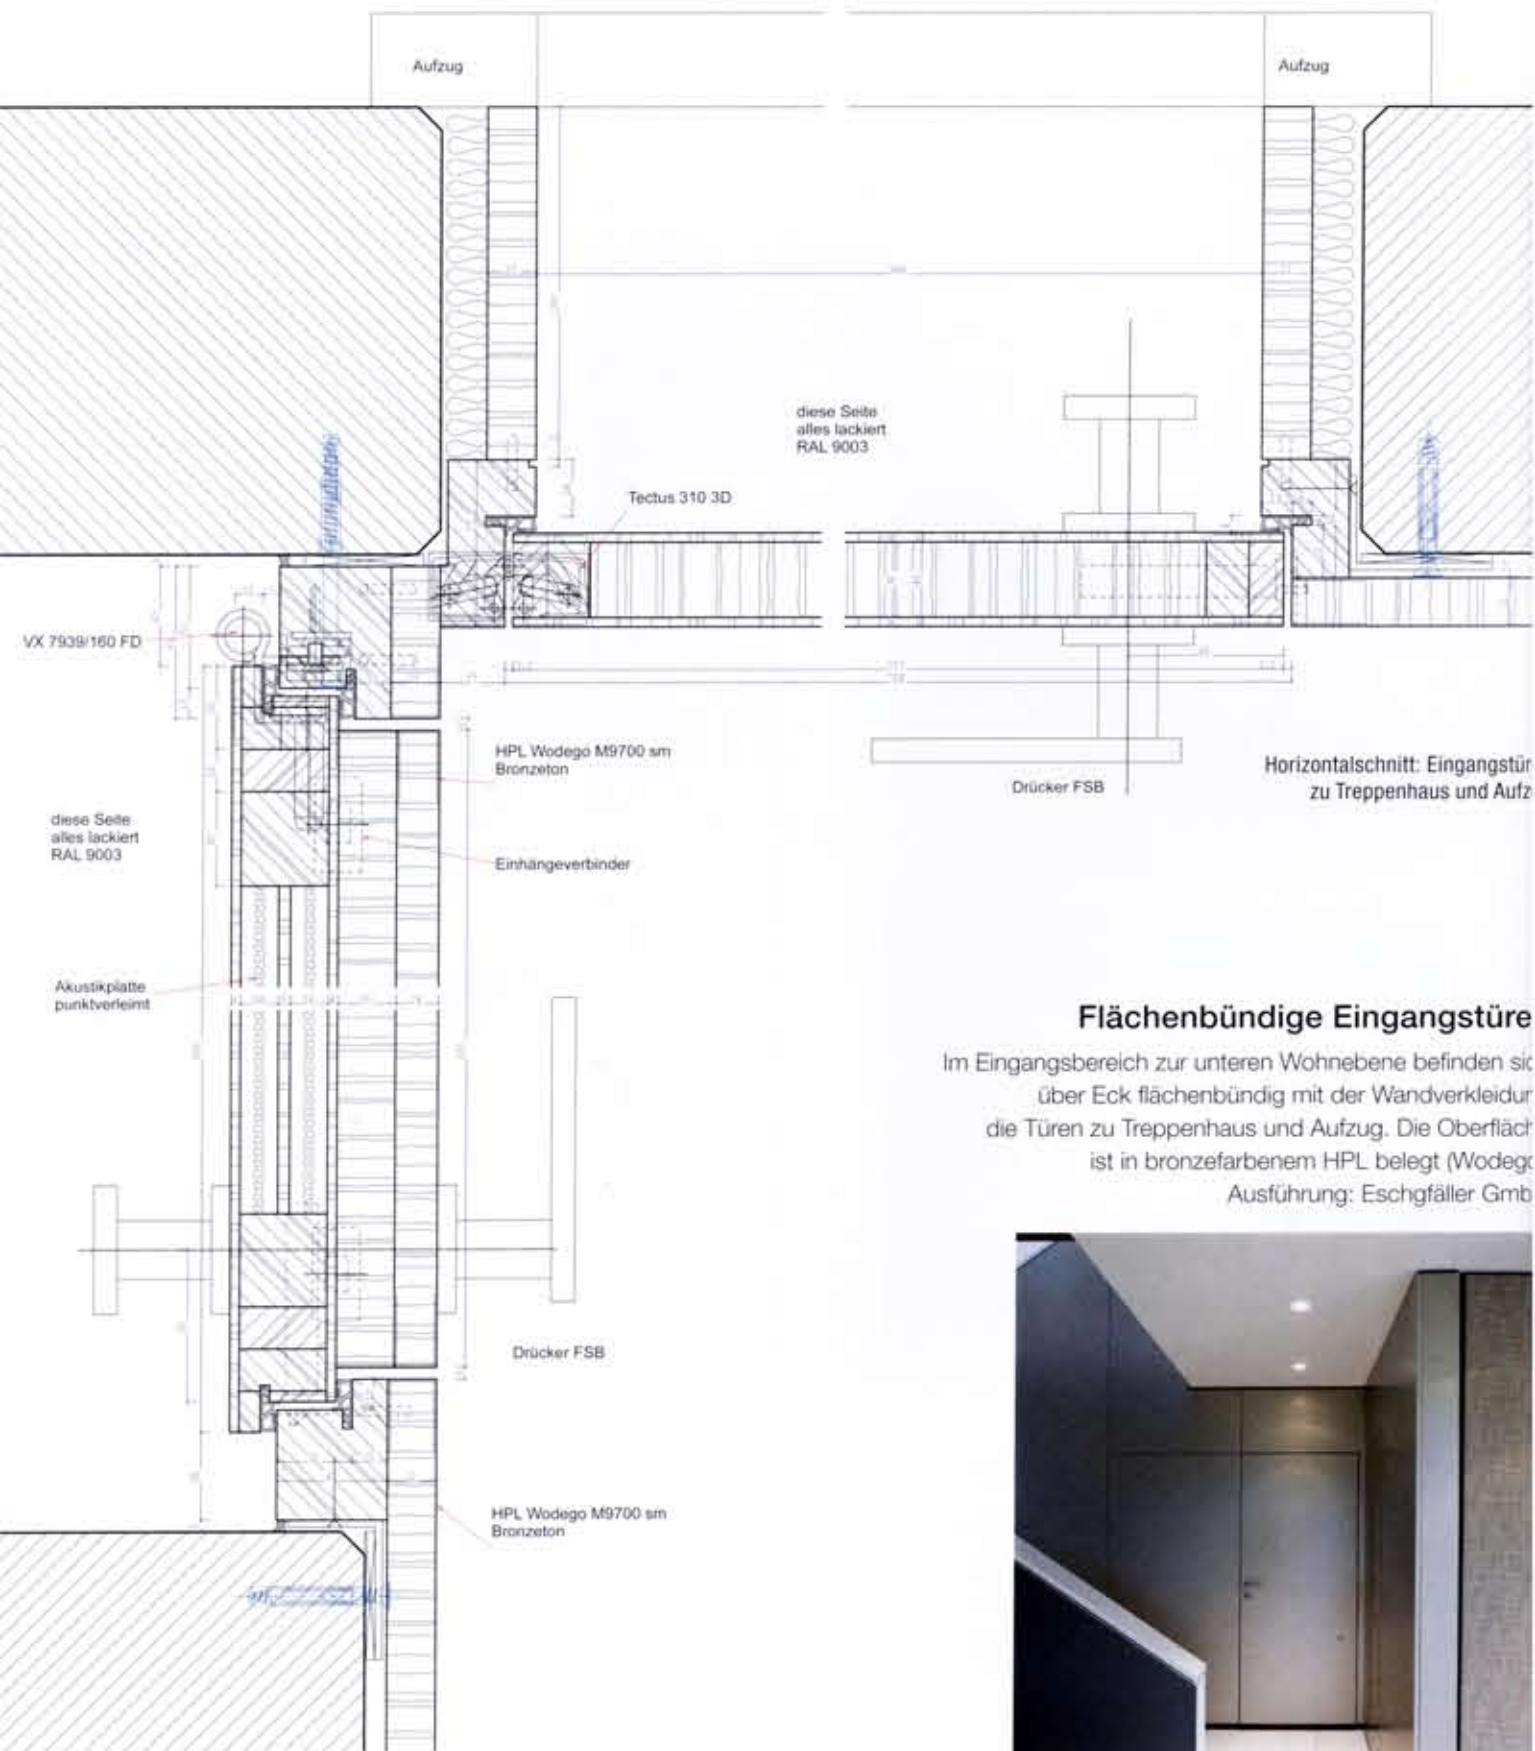 Aufzug
Aufzug
diese Seite
alles lackiert
RAL 9003
Tectus 310 3D
VX 7939/160 FD
HPL Wodego M9700 sm
Bronzeton
Drücker FSB
Horizontalschnitt: Eingangstür
zu Treppenhaus und Aufz
diese Seite
alles lackiert
RAL 9003
Einhängeverbinder
Akustikplatte
punktverleimt
Flächenbündige Eingangstüre
Im Eingangsbereich zur unteren Wohnebene befinden sic
über Eck flächenbündig mit der Wandverkleidun
die Türen zu Treppenhaus und Aufzug. Die Oberfläch
ist in bronzefarbenem HPL belegt (Wodego
Ausführung: Eschgfäller Gmb
Drücker FSB
HPL Wodego M9700 sm
Bronzeton